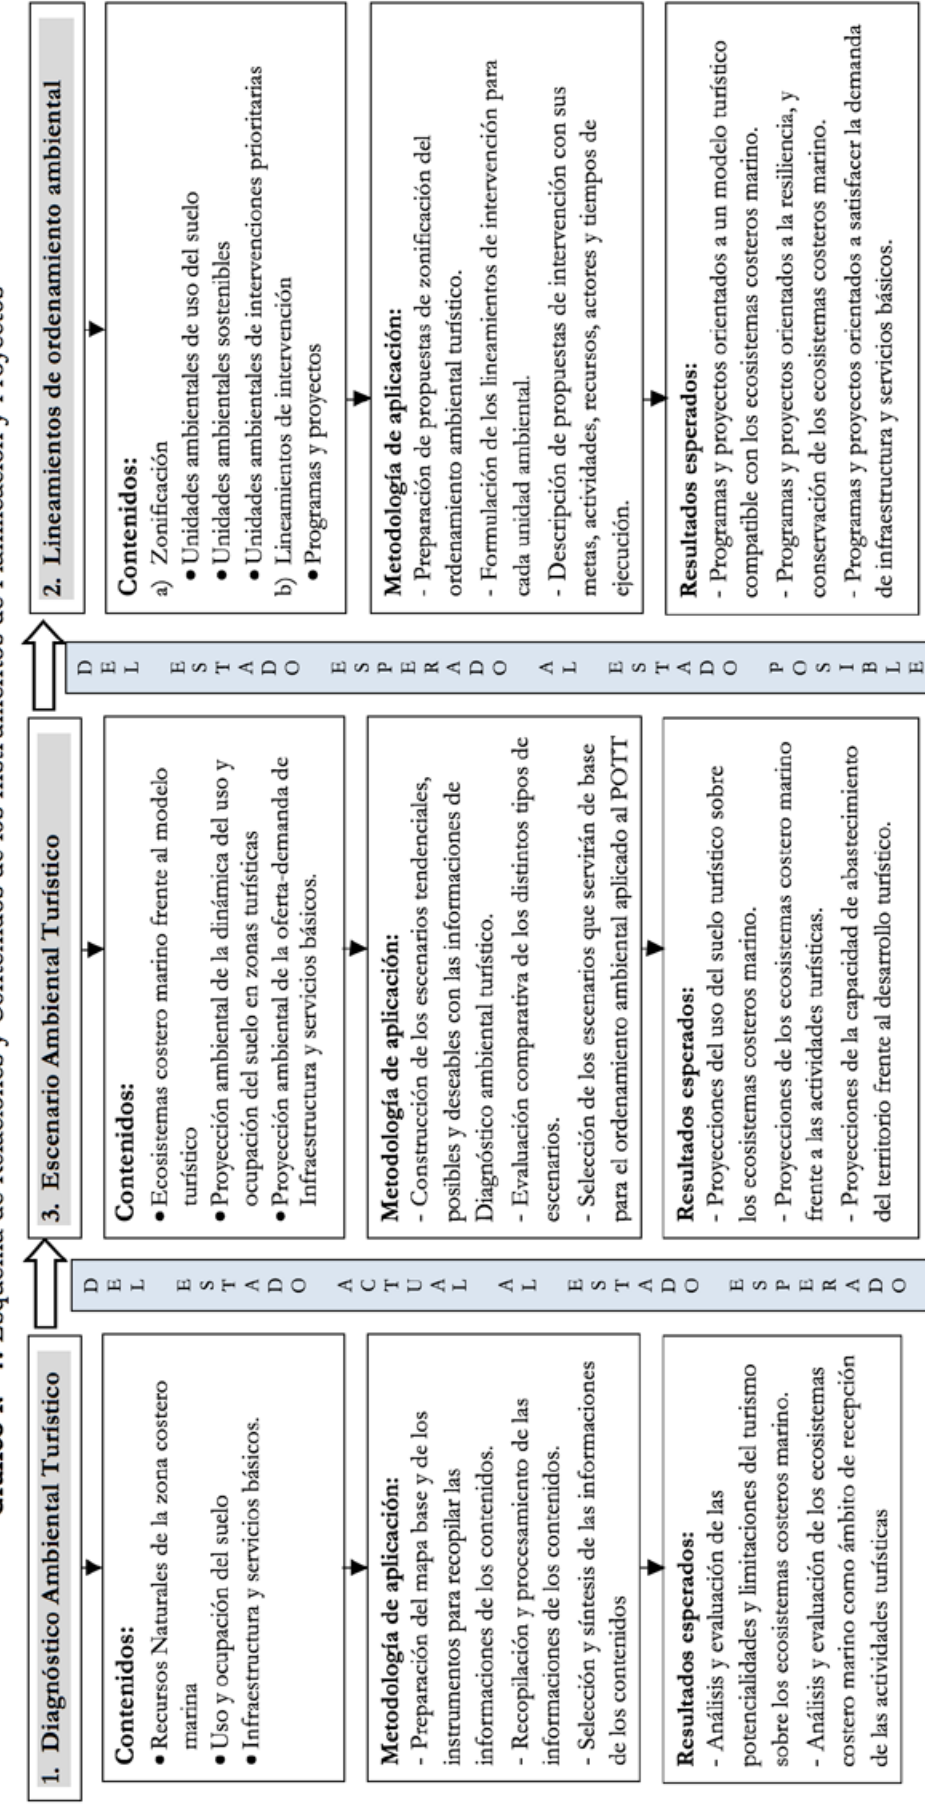 1. Diagnóstico Ambiental Turístico
Contenidos:
● Recursos Naturales de la zona costero
marina
● Uso y ocupación del suelo
● Infraestructura y servicios básicos.
Metodología de aplicación:
- Preparación del mapa base y de los
instrumentos para recopilar las
informaciones de los contenidos.
- Recopilación y procesamiento de las
informaciones de los contenidos.
- Selección y síntesis de las informaciones
de los contenidos
Resultados esperados:
- Análisis y evaluación de las
potencialidades y limitaciones del turismo
sobre los ecosistemas costeros marino.
- Análisis y evaluación de los ecosistemas
costero marino como ámbito de recepción
de las actividades turísticas
DEL ESTADO ACTUAL AL ESTADO ESPERADO
3. Escenario Ambiental Turístico
Contenidos:
● Ecosistemas costero marino frente al modelo
turístico
● Proyección ambiental de la dinámica del uso y
ocupación del suelo en zonas turísticas
● Proyección ambiental de la oferta-demanda de
Infraestructura y servicios básicos.
Metodología de aplicación:
- Construcción de los escenarios tendenciales,
posibles y deseables con las informaciones de
Diagnóstico ambiental turístico.
- Evaluación comparativa de los distintos tipos de
escenarios.
- Selección de los escenarios que servirán de base
para el ordenamiento ambiental aplicado al POTT
Resultados esperados:
- Proyecciones del uso del suelo turístico sobre
los ecosistemas costeros marino.
- Proyecciones de los ecosistemas costero marino
frente a las actividades turísticas.
- Proyecciones de la capacidad de abastecimiento
del territorio frente al desarrollo turístico.
DEL ESTADO ESPERADO AL ESTADO POSIBLE
2. Lineamientos de ordenamiento ambiental
Contenidos:
a) Zonificación
● Unidades ambientales de uso del suelo
● Unidades ambientales sostenibles
● Unidades ambientales de intervenciones prioritarias
b) Lineamientos de intervención
● Programas y proyectos
Metodología de aplicación:
- Preparación de propuestas de zonificación del
ordenamiento ambiental turístico.
- Formulación de los lineamientos de intervención para
cada unidad ambiental.
- Descripción de propuestas de intervención con sus
metas, actividades, recursos, actores y tiempos de
ejecución.
Resultados esperados:
- Programas y proyectos orientados a un modelo turístico
compatible con los ecosistemas costeros marino.
- Programas y proyectos orientados a la resiliencia, y
conservación de los ecosistemas costeros marino.
- Programas y proyectos orientados a satisfacer la demanda
de infraestructura y servicios básicos.